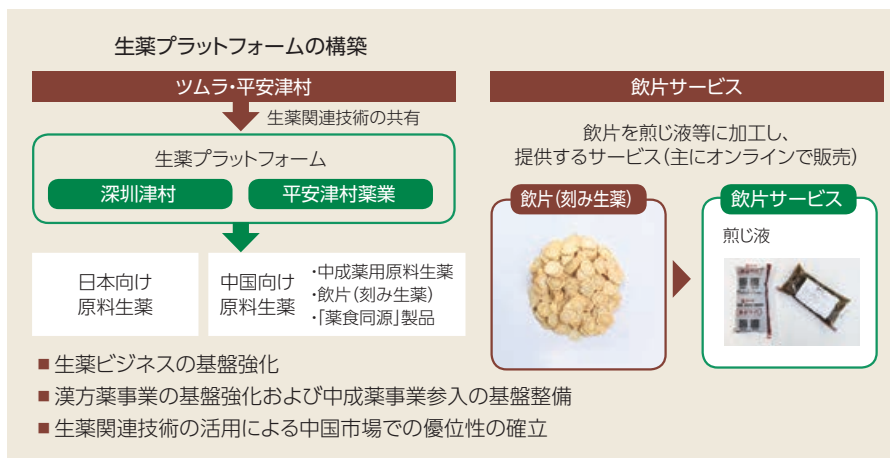 生薬プラットフォームの構築
ツムラ・平安津村
生薬関連技術の共有
生薬プラットフォーム
深圳津村
平安津村薬業
日本向け
原料生薬
中国向け
原料生薬
・中成薬用原料生薬
・飲片(刻み生薬)
・「薬食同源」製品
飲片サービス
飲片を煎じ液等に加工し、
提供するサービス(主にオンラインで販売)
飲片(刻み生薬)
飲片サービス
煎じ液
■生薬ビジネスの基盤強化
■漢方薬事業の基盤強化および中成薬事業参入の基盤整備
■生薬関連技術の活用による中国市場での優位性の確立